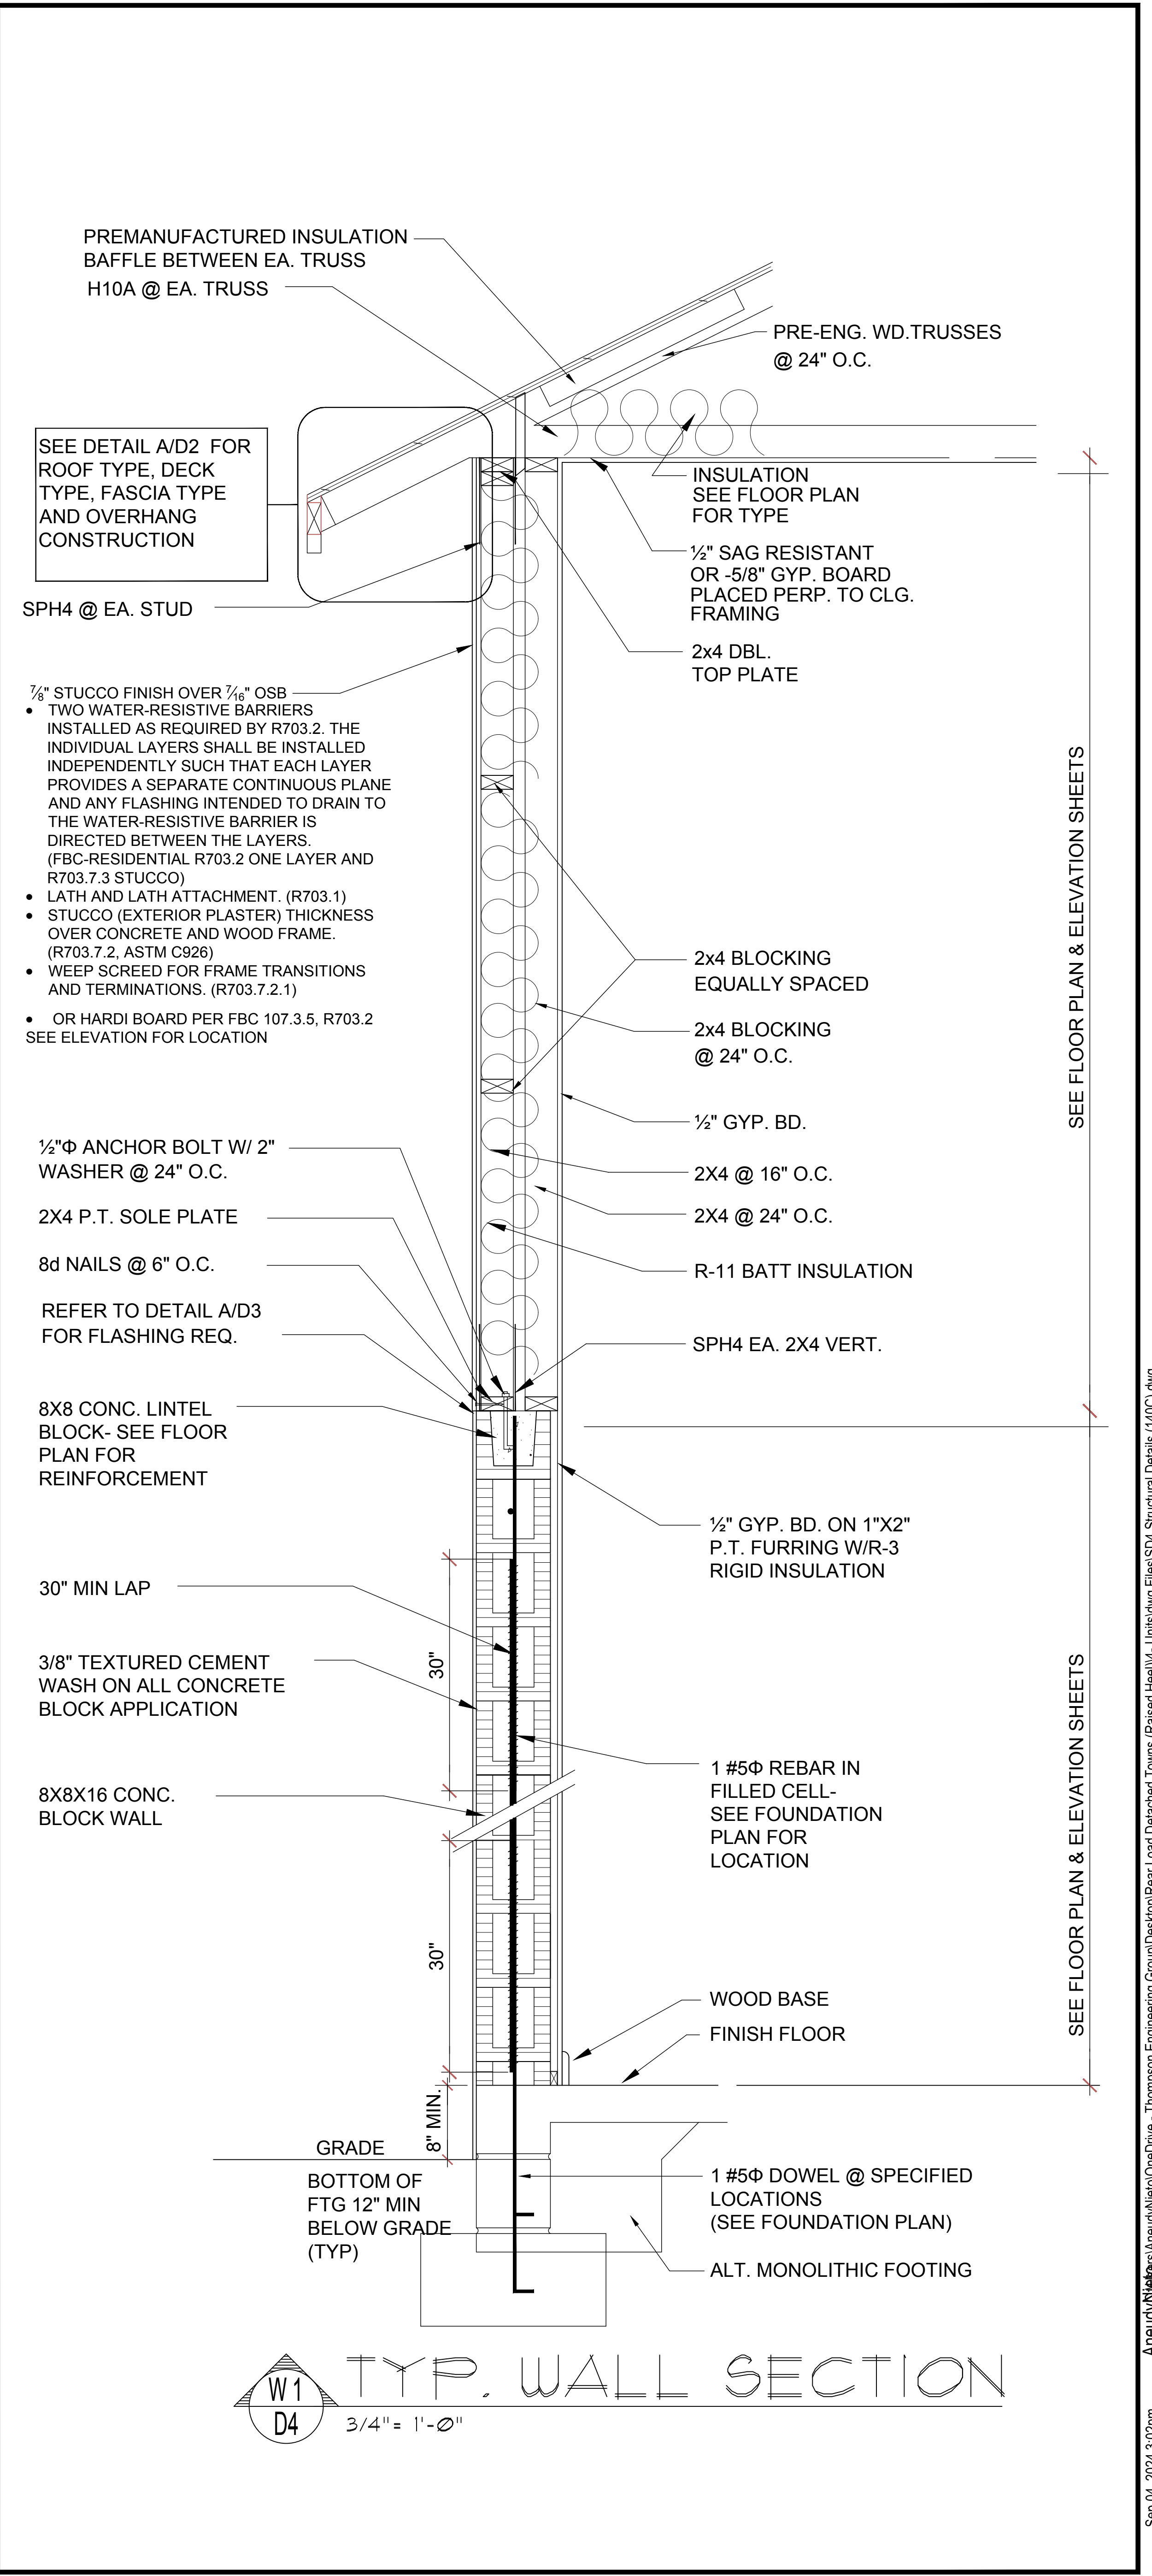 PREMANUFACTURED INSULATION
BAFFLE BETWEEN EA. TRUSS
H10A @ EA. TRUSS
PRE-ENG. WD.TRUSSES
@ 24" O.C.
SEE DETAIL A/D2 FOR
ROOF TYPE, DECK
TYPE, FASCIA TYPE
AND OVERHANG
CONSTRUCTION
INSULATION
SEE FLOOR PLAN
FOR TYPE
½" SAG RESISTANT
OR -5/8" GYP. BOARD
PLACED PERP. TO CLG.
FRAMING
SPH4 @ EA. STUD
2x4 DBL.
TOP PLATE
⅞" STUCCO FINISH OVER 7⁄16" OSB
• TWO WATER-RESISTIVE BARRIERS
INSTALLED AS REQUIRED BY R703.2. THE
INDIVIDUAL LAYERS SHALL BE INSTALLED
INDEPENDENTLY SUCH THAT EACH LAYER
PROVIDES A SEPARATE CONTINUOUS PLANE
AND ANY FLASHING INTENDED TO DRAIN TO
THE WATER-RESISTIVE BARRIER IS
DIRECTED BETWEEN THE LAYERS.
(FBC-RESIDENTIAL R703.2 ONE LAYER AND
R703.7.3 STUCCO)
• LATH AND LATH ATTACHMENT. (R703.1)
• STUCCO (EXTERIOR PLASTER) THICKNESS
OVER CONCRETE AND WOOD FRAME.
(R703.7.2, ASTM C926)
• WEEP SCREED FOR FRAME TRANSITIONS
AND TERMINATIONS. (R703.7.2.1)
• OR HARDI BOARD PER FBC 107.3.5, R703.2
SEE ELEVATION FOR LOCATION
SEE FLOOR PLAN & ELEVATION SHEETS
2x4 BLOCKING
EQUALLY SPACED
2x4 BLOCKING
@ 24" O.C.
½" GYP. BD.
2X4 @ 16" O.C.
2X4 @ 24" O.C.
R-11 BATT INSULATION
SPH4 EA. 2X4 VERT.
½"Φ ANCHOR BOLT W/ 2"
WASHER @ 24" O.C.
2X4 P.T. SOLE PLATE
8d NAILS @ 6" O.C.
REFER TO DETAIL A/D3
FOR FLASHING REQ.
8X8 CONC. LINTEL
BLOCK- SEE FLOOR
PLAN FOR
REINFORCEMENT
½" GYP. BD. ON 1"X2"
P.T. FURRING W/R-3
RIGID INSULATION
30" MIN LAP
30"
3/8" TEXTURED CEMENT
WASH ON ALL CONCRETE
BLOCK APPLICATION
8X8X16 CONC.
BLOCK WALL
1 #5Φ REBAR IN
FILLED CELL-
SEE FOUNDATION
PLAN FOR
LOCATION
SEE FLOOR PLAN & ELEVATION SHEETS
30"
WOOD BASE
FINISH FLOOR
8" MIN.
GRADE
BOTTOM OF
FTG 12" MIN
BELOW GRADE
(TYP)
1 #5Φ DOWEL @ SPECIFIED
LOCATIONS
(SEE FOUNDATION PLAN)
ALT. MONOLITHIC FOOTING
W1
D4
TYP. WALL SECTION
3/4"= 1'-0"